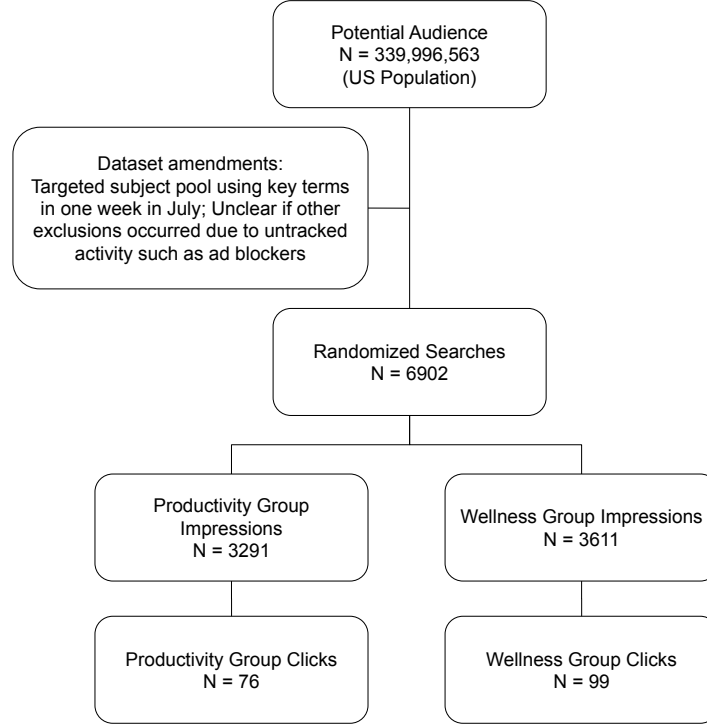 Potential Audience
N = 339,996,563
(US Population)
Dataset amendments:
Targeted subject pool using key terms
in one week in July; Unclear if other
exclusions occurred due to untracked
activity such as ad blockers
Randomized Searches
N = 6902
Productivity Group
Impressions
N = 3291
Wellness Group Impressions
N = 3611
Productivity Group Clicks
N = 76
Wellness Group Clicks
N = 99